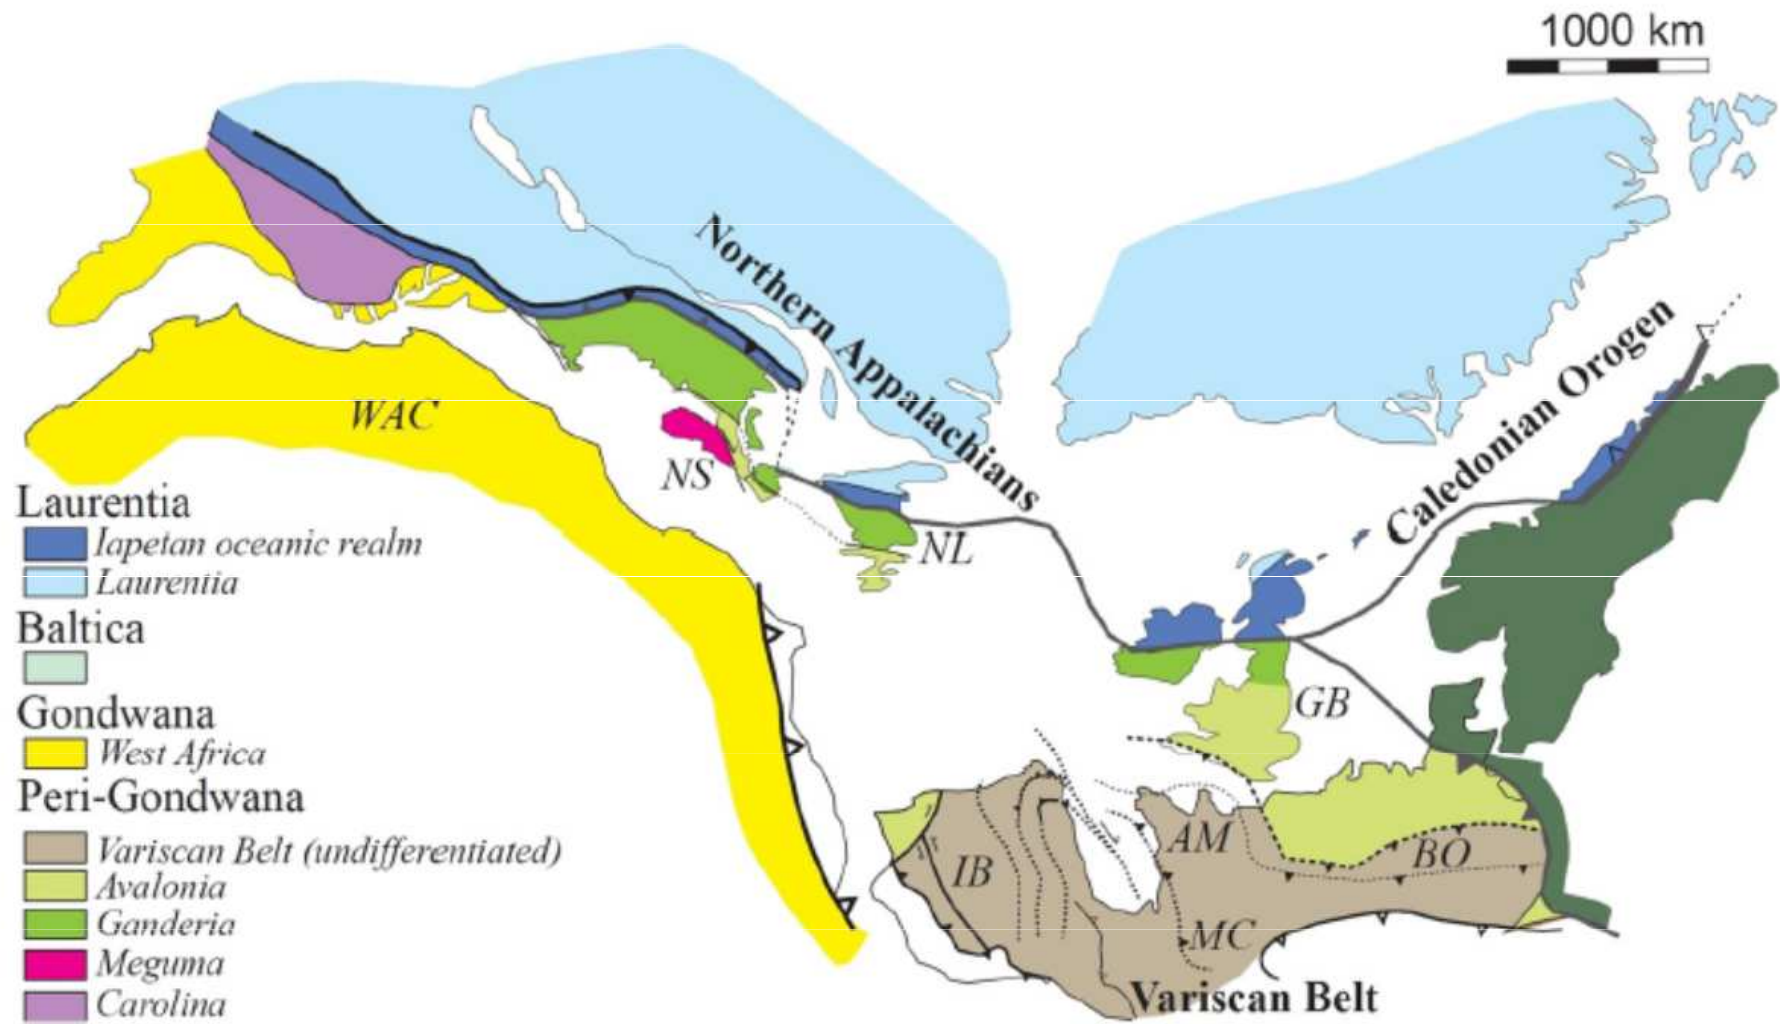 1000 km
Northern Appalachians
Caledonian Orogen
WAC
NS
NL
GB
AM
BO
IB
MC
Variscan Belt
Laurentia
Iapetan oceanic realm
Laurentia
Baltica
Gondwana
West Africa
Peri-Gondwana
Variscan Belt (undifferentiated)
Avalonia
Ganderia
Meguma
Carolina